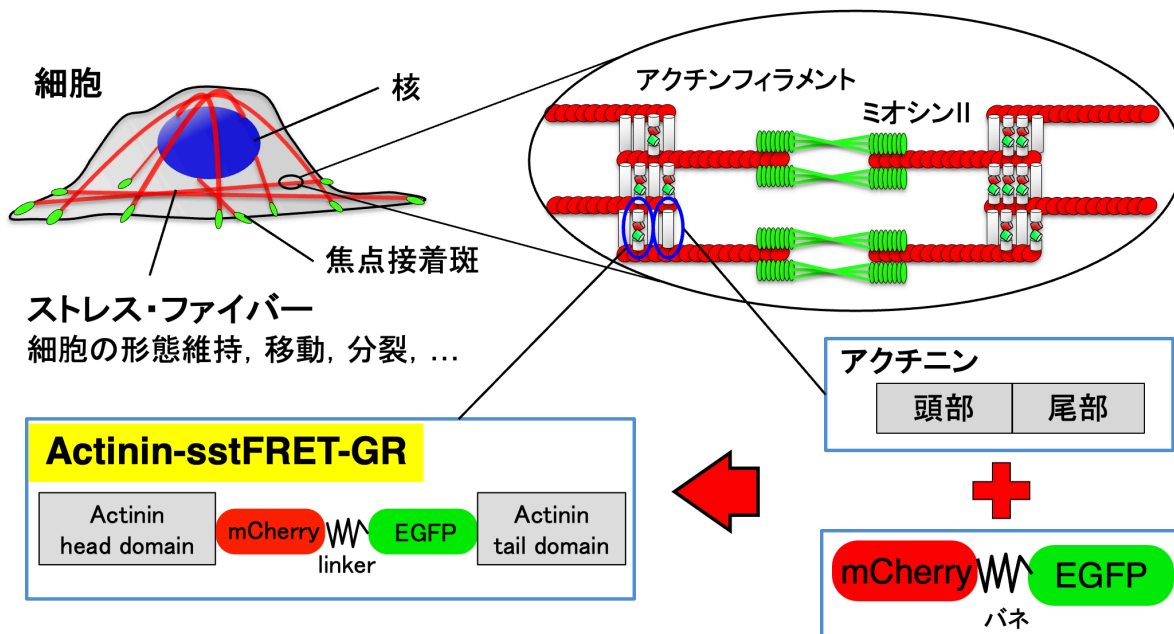 細胞
核
アクチンフィラメント
ミオシンII
焦点接着斑
ストレス・ファイバー
細胞の形態維持, 移動, 分裂, …
アクチニン
頭部 尾部
Actinin-sstFRET-GR
Actinin
head domain
mCherry
linker
EGFP
Actinin
tail domain
mCherry
EGFP
バネ